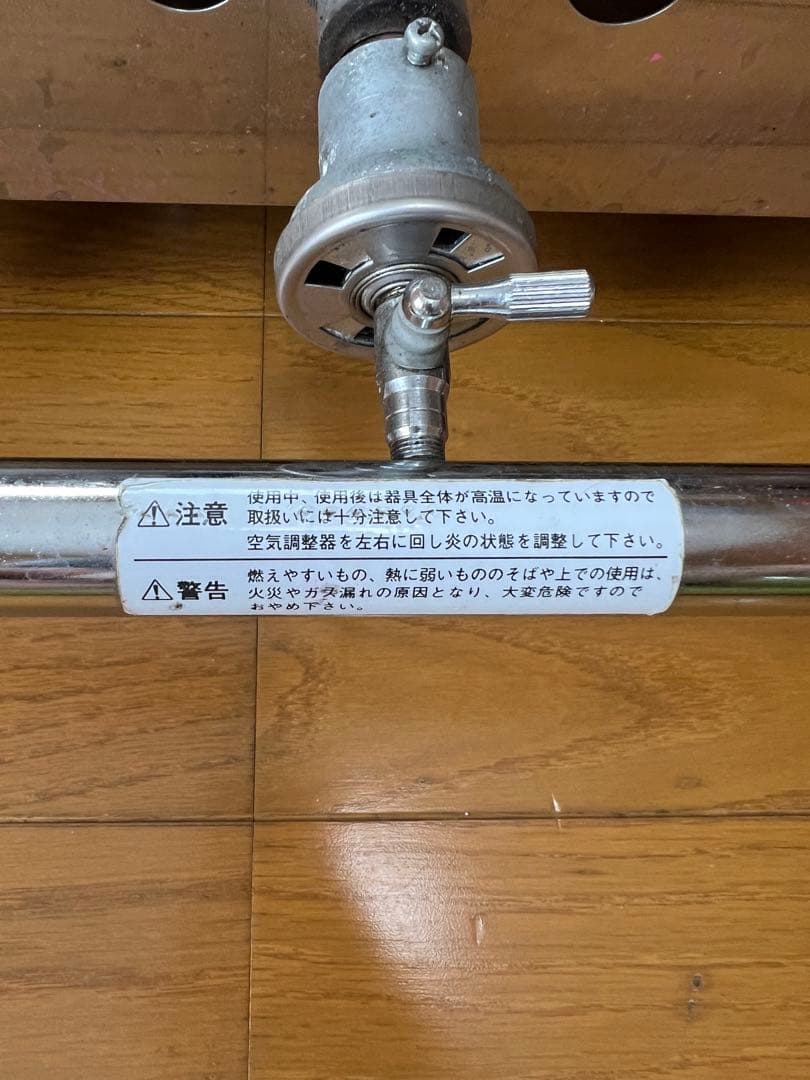 ⚠注意 使用中、使用後は器具全体が高温になっていますので
取扱いには十分注意して下さい。
空気調整器を左右に回し炎の状態を調整して下さい。
⚠警告 燃えやすいもの、熱に弱いもののそばや上での使用は、
火災やガス漏れの原因となり、大変危険ですので
おやめ下さい。